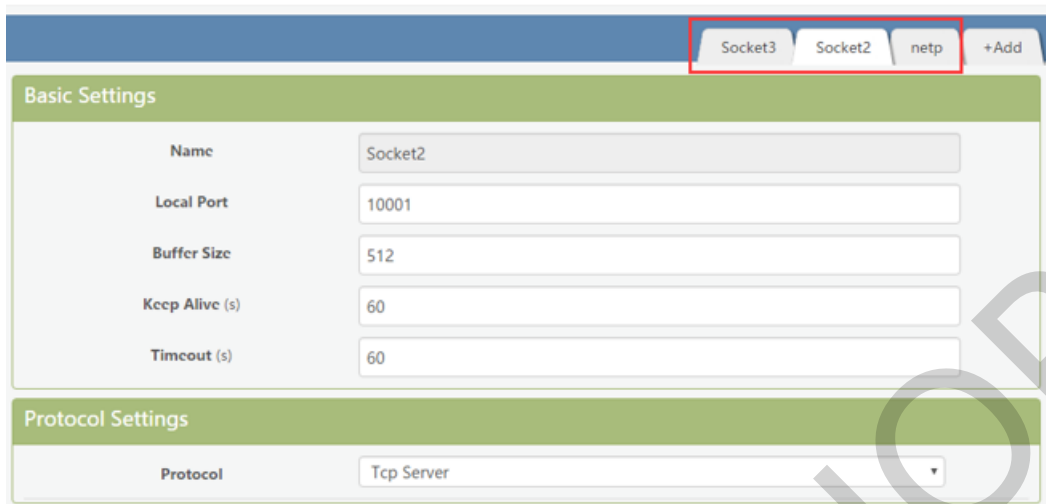 Socket3 Socket2 netp +Add
Basic Settings
Name Socket2
Local Port 10001
Buffer Size 512
Keep Alive (s) 60
Timeout (s) 60
Protocol Settings
Protocol Tcp Server